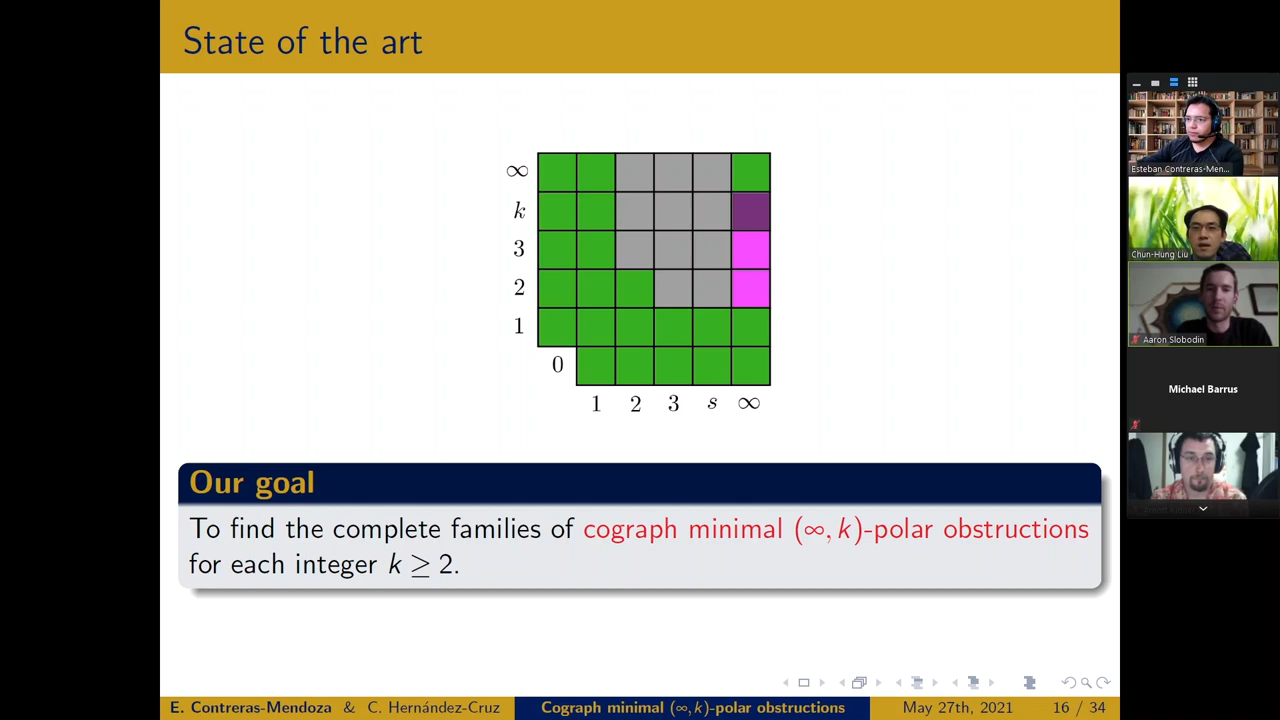 State of the art
∞
k
3
2
1
0
1 2 3 s ∞
Our goal
To find the complete families of cograph minimal (∞, k)-polar obstructions
for each integer k ≥ 2.
E. Contreras-Mendoza & C. Hernández-Cruz
Cograph minimal (∞, k)-polar obstructions
May 27th, 2021
16 / 34
Esteban Contreras-Men...
Chun-Hung Liu
Aaron Slobodin
Michael Barrus